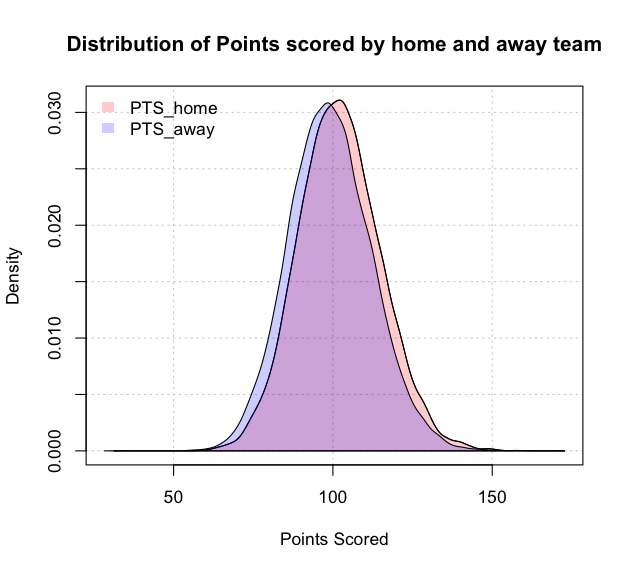 Distribution of Points scored by home and away team
PTS_home
PTS_away
0.030
0.020
0.010
0.000
Density
50 100 150
Points Scored